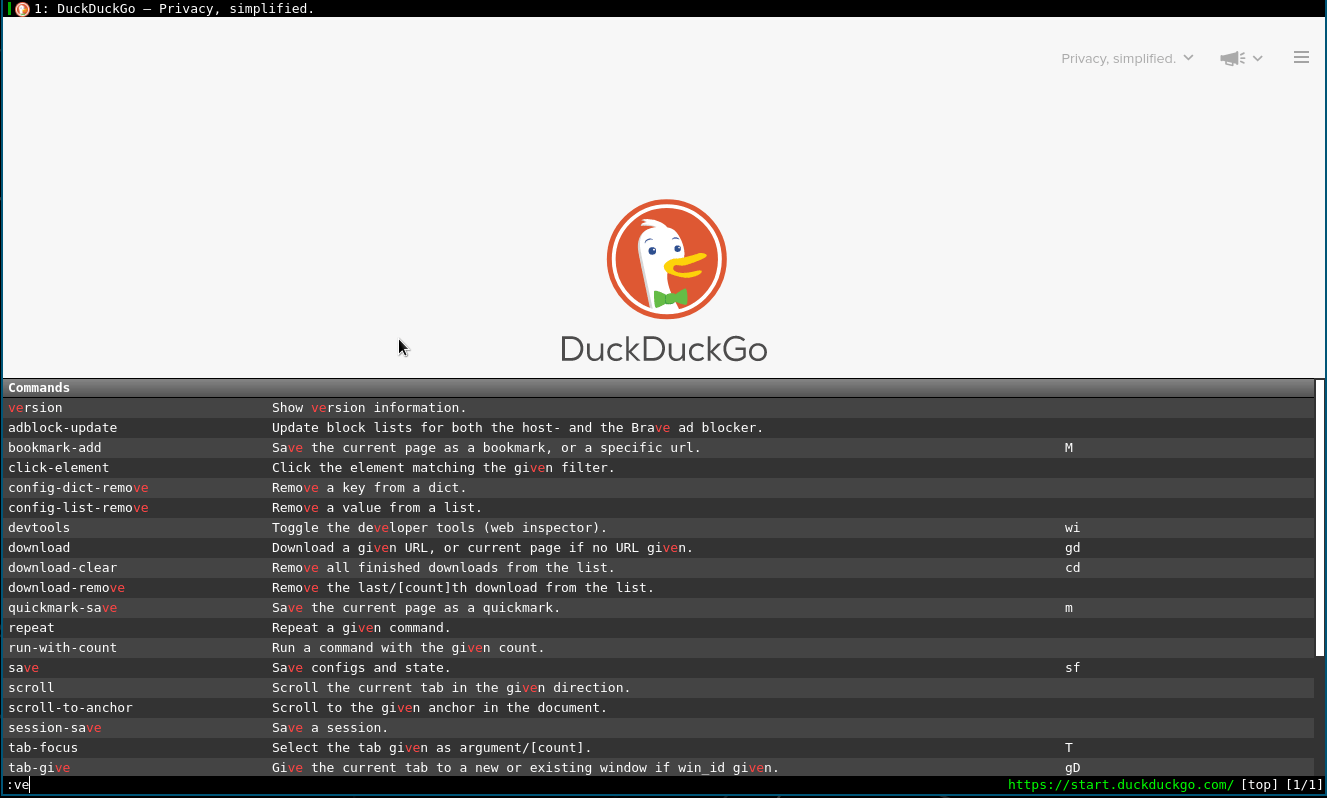 1: DuckDuckGo — Privacy, simplified.
Privacy, simplified.
DuckDuckGo
Commands
version Show version information.
adblock-update Update block lists for both the host- and the Brave ad blocker.
bookmark-add Save the current page as a bookmark, or a specific url. M
click-element Click the element matching the given filter.
config-dict-remove Remove a key from a dict.
config-list-remove Remove a value from a list.
devtools Toggle the developer tools (web inspector). wi
download Download a given URL, or current page if no URL given. gd
download-clear Remove all finished downloads from the list. cd
download-remove Remove the last/[count]th download from the list.
quickmark-save Save the current page as a quickmark. m
repeat Repeat a given command.
run-with-count Run a command with the given count.
save Save configs and state. sf
scroll Scroll the current tab in the given direction.
scroll-to-anchor Scroll to the given anchor in the document.
session-save Save a session.
tab-focus Select the tab given as argument/[count]. T
tab-give Give the current tab to a new or existing window if win_id given. gD
:ve https://start.duckduckgo.com/ [top] [1/1]